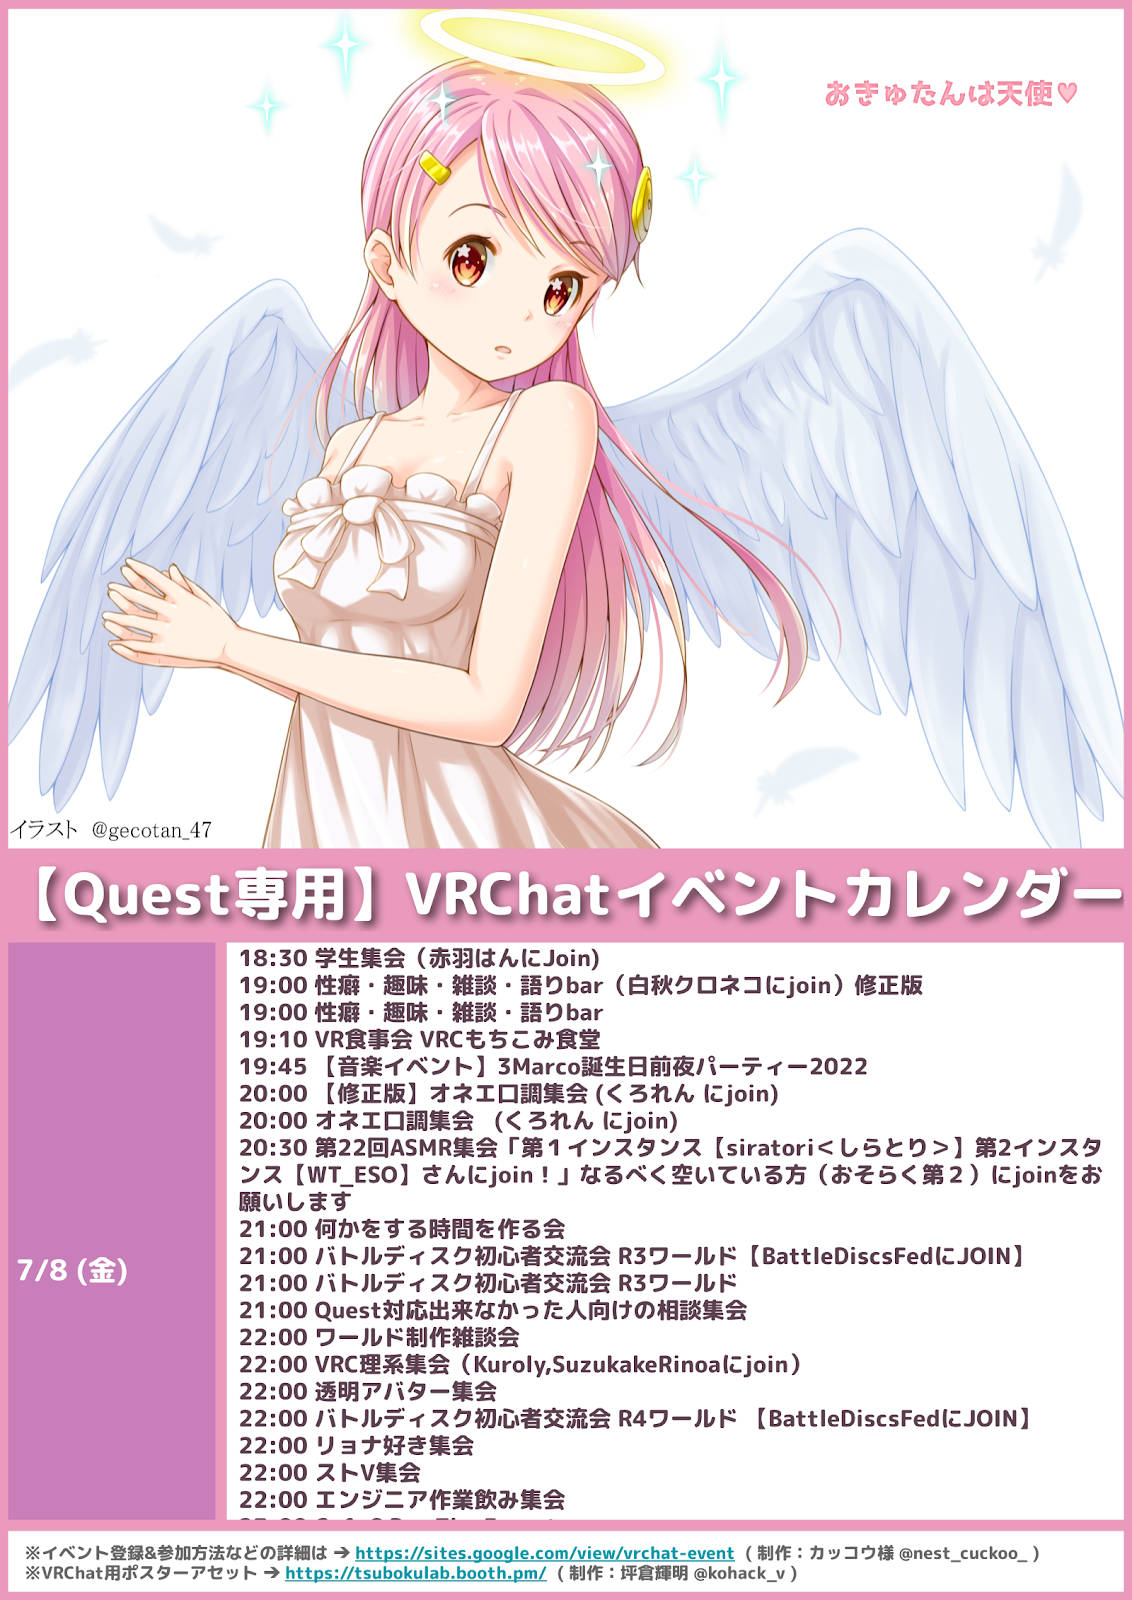 おきゅたんは天使♥
イラスト @gecotan_47
【Quest専用】VRChatイベントカレンダー
7/8 (金)
18:30 学生集会（赤羽はんにJoin)
19:00 性癖・趣味・雑談・語りbar（白秋クロネコにjoin）修正版
19:00 性癖・趣味・雑談・語りbar
19:10 VR食事会 VRCもちこみ食堂
19:45 【音楽イベント】3Marco誕生日前夜パーティー2022
20:00 【修正版】オネエ口調集会 (くろれん にjoin)
20:00 オネエ口調集会 (くろれん にjoin)
20:30 第22回ASMR集会「第１インスタンス【siratori＜しらとり＞】第2インスタ
ンス【WT_ESO】さんにjoin！」なるべく空いている方（おそらく第２）にjoinをお
願いします
21:00 何かをする時間を作る会
21:00 バトルディスク初心者交流会 R3ワールド【BattleDiscsFedにJOIN】
21:00 バトルディスク初心者交流会 R3ワールド
21:00 Quest対応出来なかった人向けの相談集会
22:00 ワールド制作雑談会
22:00 VRC理系集会（Kuroly,SuzukakeRinoaにjoin）
22:00 透明アバター集会
22:00 バトルディスク初心者交流会 R4ワールド 【BattleDiscsFedにJOIN】
22:00 リョナ好き集会
22:00 ストV集会
22:00 エンジニア作業飲み集会
※イベント登録&参加方法などの詳細は ➔ https://sites.google.com/view/vrchat-event ( 制作：カッコウ様 @nest_cuckoo_ )
※VRChat用ポスターアセット ➔ https://tsubokulab.booth.pm/ ( 制作：坪倉輝明 @kohack_v )